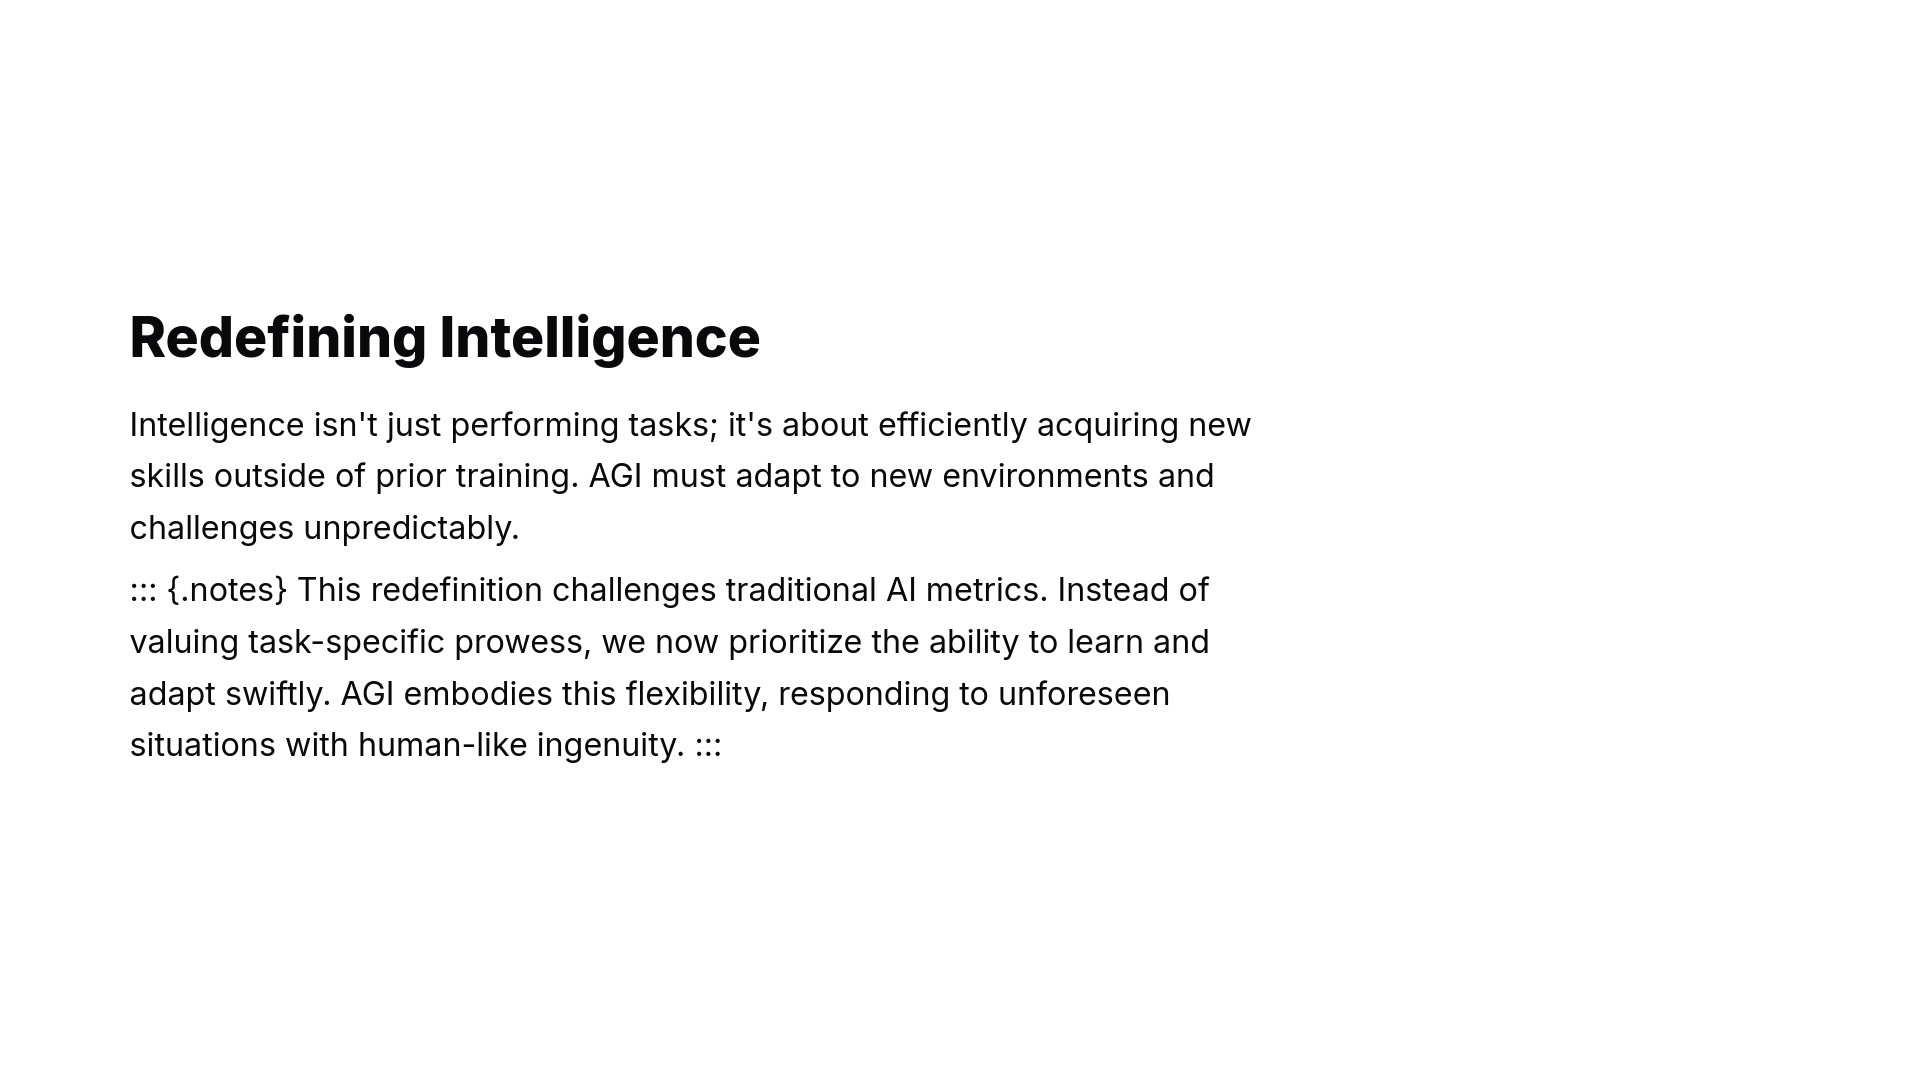 Redefining Intelligence
Intelligence isn't just performing tasks; it's about efficiently acquiring new
skills outside of prior training. AGI must adapt to new environments and
challenges unpredictably.
::: {.notes} This redefinition challenges traditional AI metrics. Instead of
valuing task-specific prowess, we now prioritize the ability to learn and
adapt swiftly. AGI embodies this flexibility, responding to unforeseen
situations with human-like ingenuity. :::